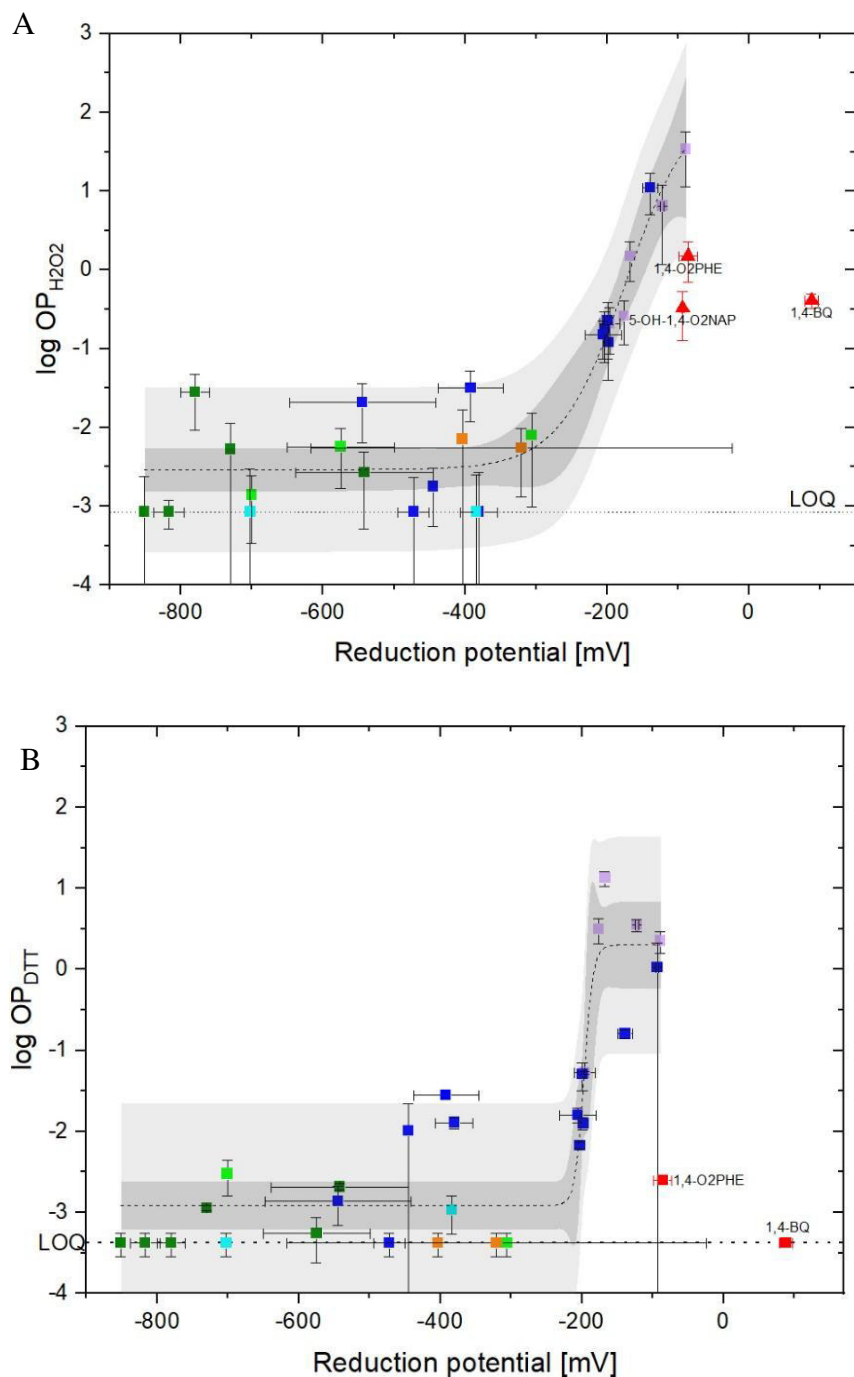 A
3
2
1
0
-1
-2
-3
-4
log OP_H2O2
1,4-O2PHE
5-OH-1,4-O2NAP
1,4-BQ
LOQ
-800 -600 -400 -200 0
Reduction potential [mV]
B
3
2
1
0
-1
-2
-3
-4
log OP_DTT
1,4-O2PHE
1,4-BQ
LOQ
-800 -600 -400 -200 0
Reduction potential [mV]